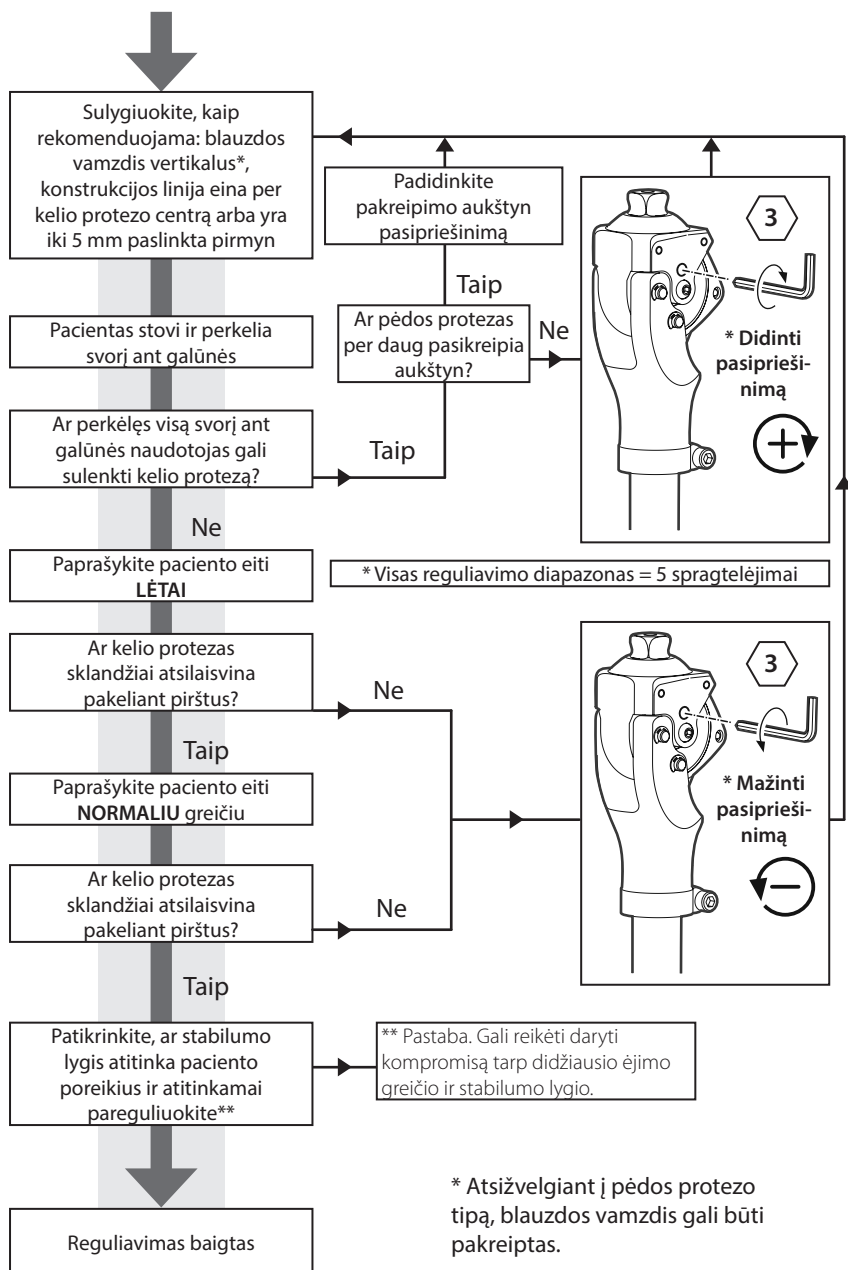 Sulygiuokite, kaip
rekomenduojama: blauzdos
vamzdis vertikalus*,
konstrukcijos linija eina per
kelio protezo centrą arba yra
iki 5 mm paslinkta pirmyn
Padidinkite
pakreipimo aukštyn
pasipriešinimą
Taip
Pacientas stovi ir perkelia
svorį ant galūnės
Ar pėdos protezas
per daug pasikreipia
aukštyn?
Ne
3
* Didinti
pasiprieši-
nimą
Ar perkėlęs visą svorį ant
galūnės naudotojas gali
sulenkti kelio protezą?
Taip
Ne
Paprašykite paciento eiti
LĖTAI
* Visas reguliavimo diapazonas = 5 spragtelėjimai
Ar kelio protezas
sklandžiai atsilaisvina
pakeliant pirštus?
Ne
3
* Mažinti
pasiprieši-
nimą
Taip
Paprašykite paciento eiti
NORMALIU greičiu
Ar kelio protezas
sklandžiai atsilaisvina
pakeliant pirštus?
Ne
Taip
Patikrinkite, ar stabilumo
lygis atitinka paciento
poreikius ir atitinkamai
pareguliuokite**
** Pastaba. Gali reikėti daryti
kompromisą tarp didžiausio ėjimo
greičio ir stabilumo lygio.
Reguliavimas baigtas
* Atsižvelgiant į pėdos protezo
tipą, blauzdos vamzdis gali būti
pakreiptas.